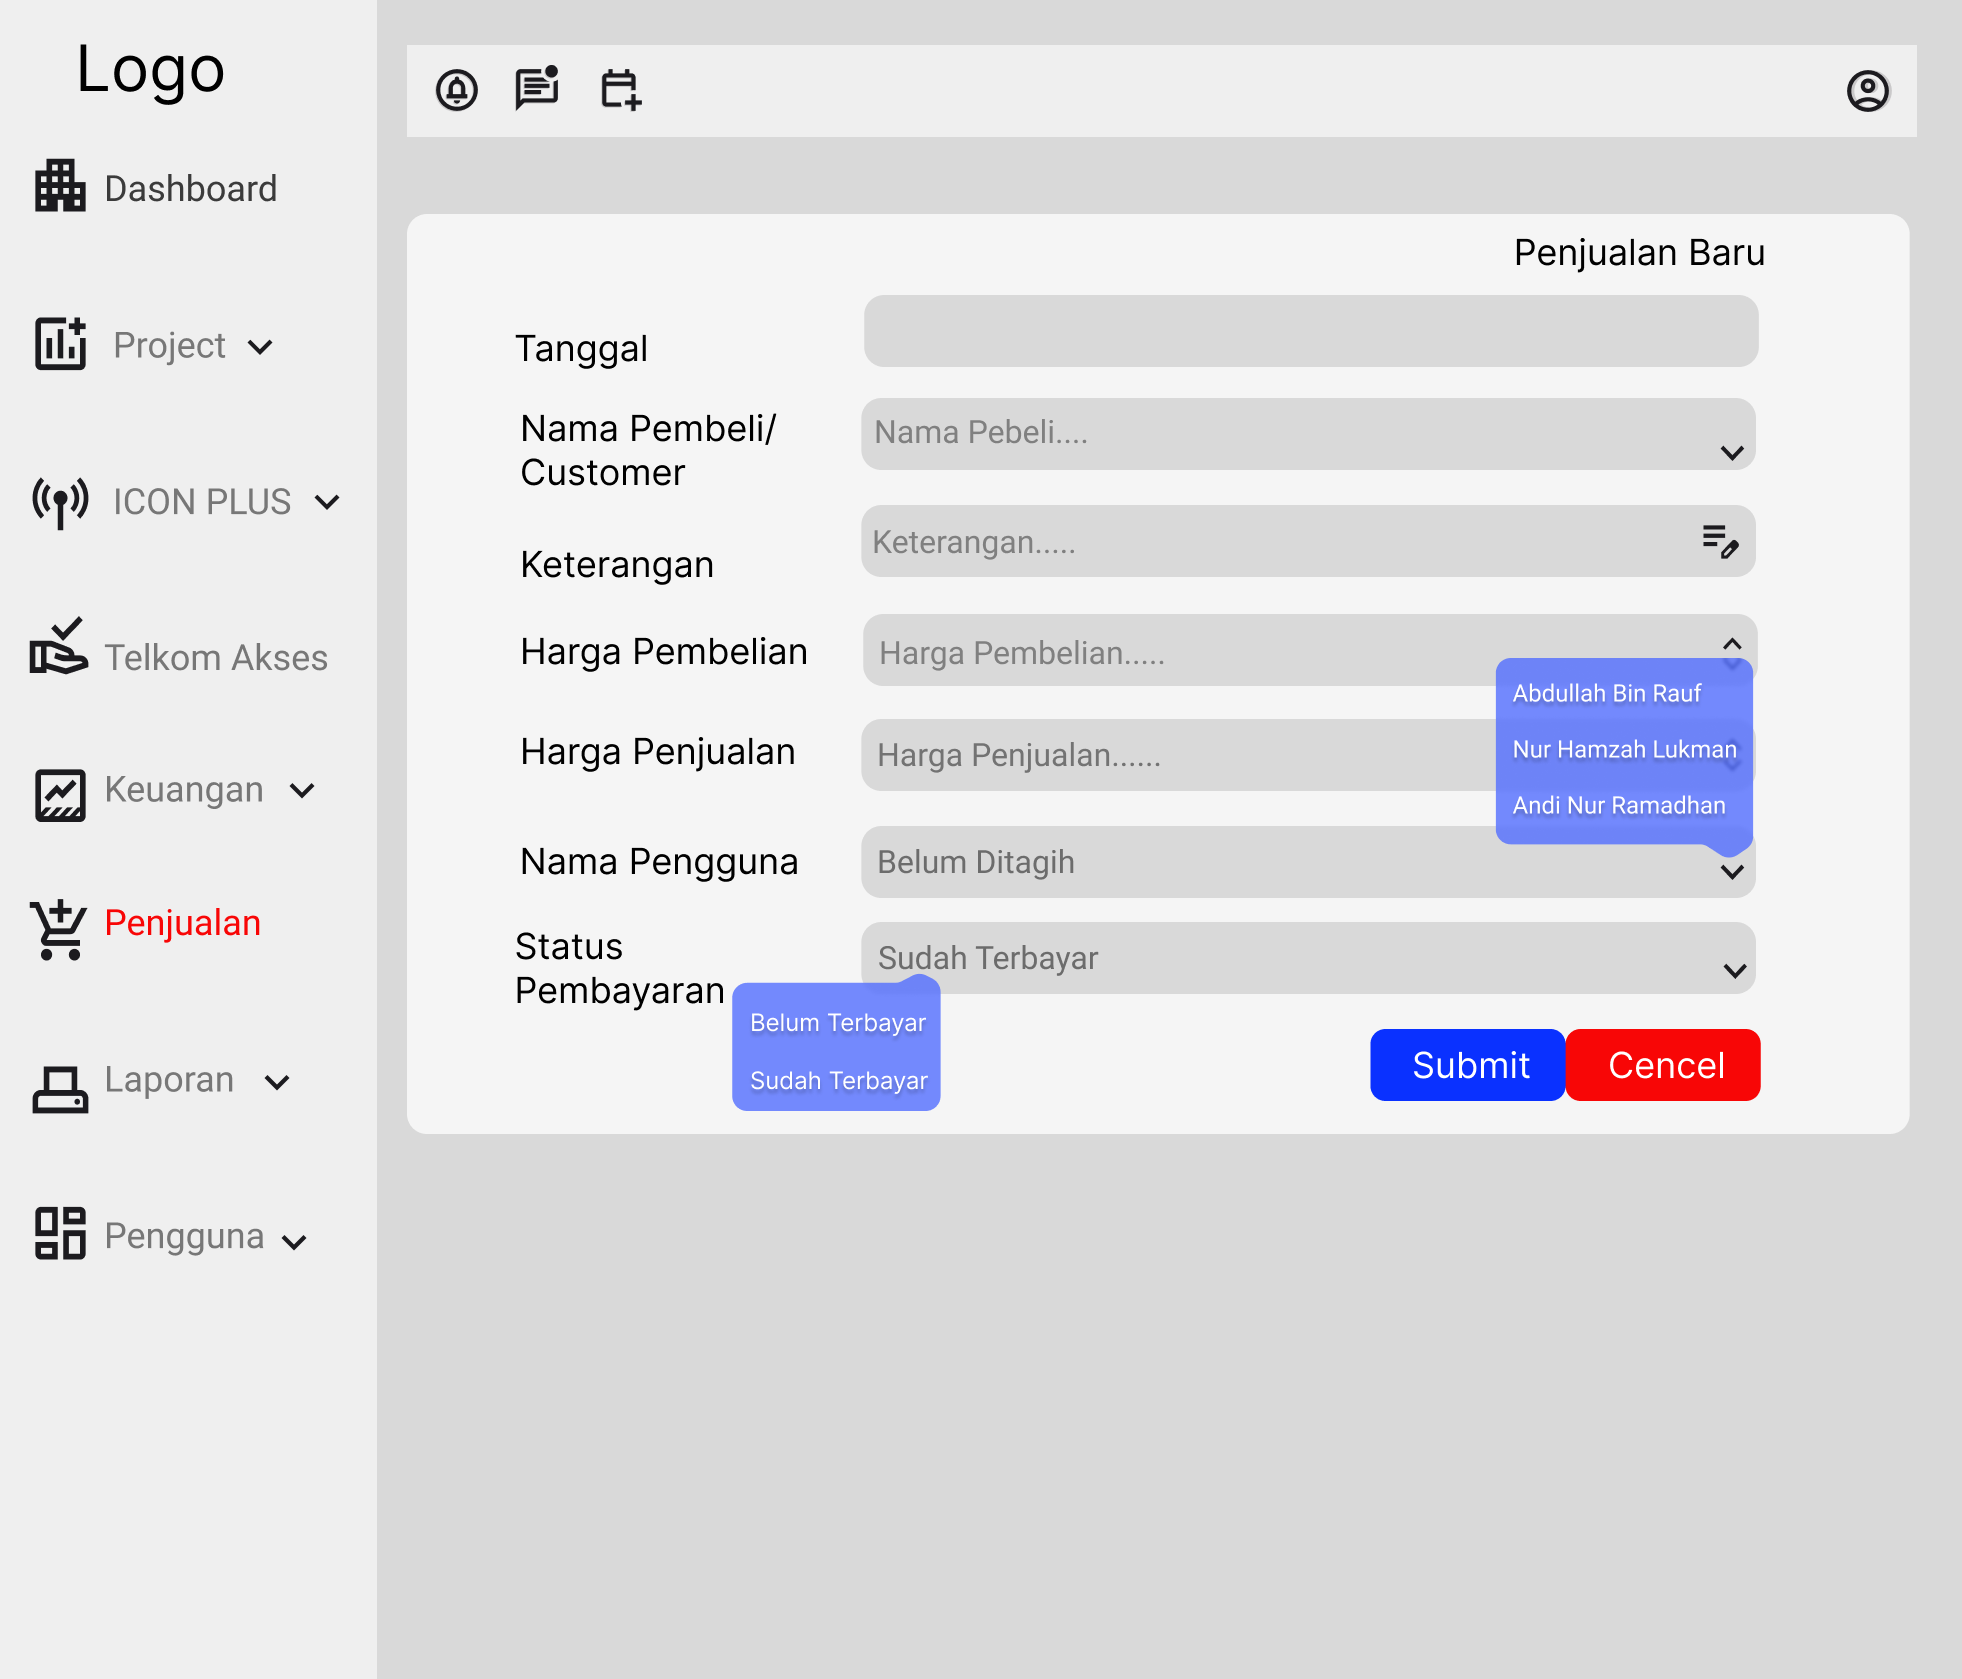 Logo
Dashboard
Project
ICON PLUS
Telkom Akses
Keuangan
Penjualan
Laporan
Pengguna
Penjualan Baru
Tanggal
Nama Pembeli/
Customer
Nama Pebeli....
Keterangan
Keterangan.....
Harga Pembelian
Harga Pembelian.....
Harga Penjualan
Harga Penjualan......
Abdullah Bin Rauf
Nur Hamzah Lukman
Andi Nur Ramadhan
Nama Pengguna
Belum Ditagih
Status
Pembayaran
Sudah Terbayar
Belum Terbayar
Sudah Terbayar
Submit
Cencel